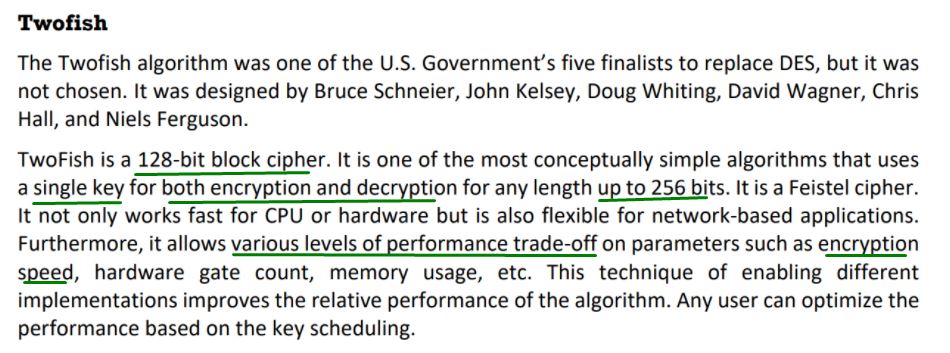 Twofish
The Twofish algorithm was one of the U.S. Government’s five finalists to replace DES, but it was
not chosen. It was designed by Bruce Schneier, John Kelsey, Doug Whiting, David Wagner, Chris
Hall, and Niels Ferguson.
TwoFish is a 128-bit block cipher. It is one of the most conceptually simple algorithms that uses
a single key for both encryption and decryption for any length up to 256 bits. It is a Feistel cipher.
It not only works fast for CPU or hardware but is also flexible for network-based applications.
Furthermore, it allows various levels of performance trade-off on parameters such as encryption
speed, hardware gate count, memory usage, etc. This technique of enabling different
implementations improves the relative performance of the algorithm. Any user can optimize the
performance based on the key scheduling.